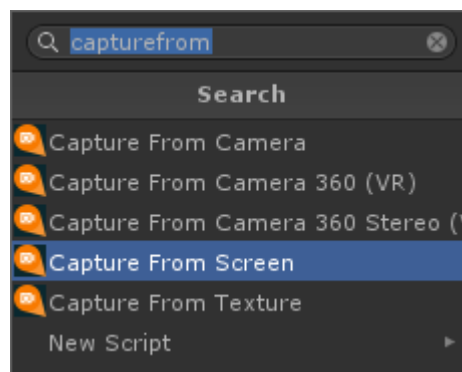 capturefrom
Search
Capture From Camera
Capture From Camera 360 (VR)
Capture From Camera 360 Stereo (
Capture From Screen
Capture From Texture
New Script